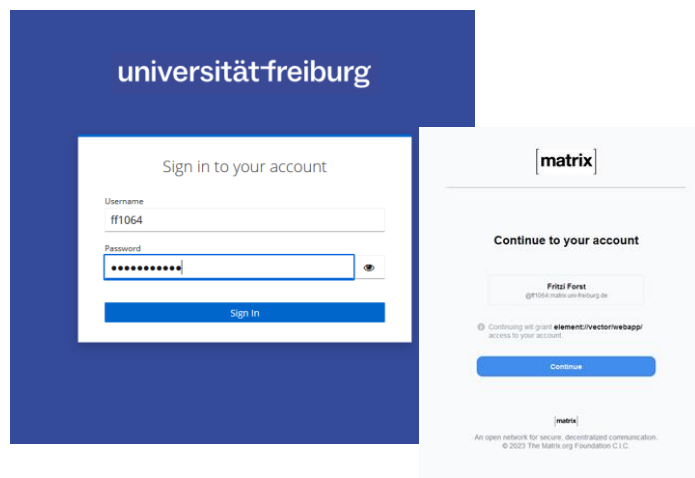 universität freiburg
Sign in to your account
Username
ff1064
Password
•••••••••••
Sign In
[matrix]
Continue to your account
Fritzi Forst
@ff1064:matrix.uni-freiburg.de
Continuing will grant element://vector/webapp/
access to your account.
Continue
[matrix]
An open network for secure, decentralized communication.
© 2023 The Matrix.org Foundation C.I.C.